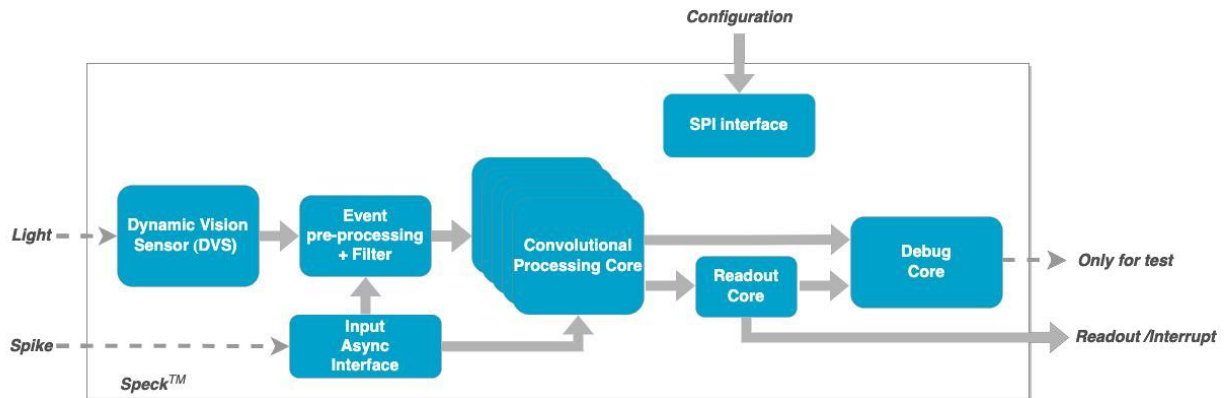 Configuration
SPI interface
Light
Dynamic Vision
Sensor (DVS)
Event
pre-processing
+ Filter
Convolutional
Processing Core
Readout
Core
Debug
Core
Only for test
Spike
Input
Async
Interface
Readout /Interrupt
Speck™